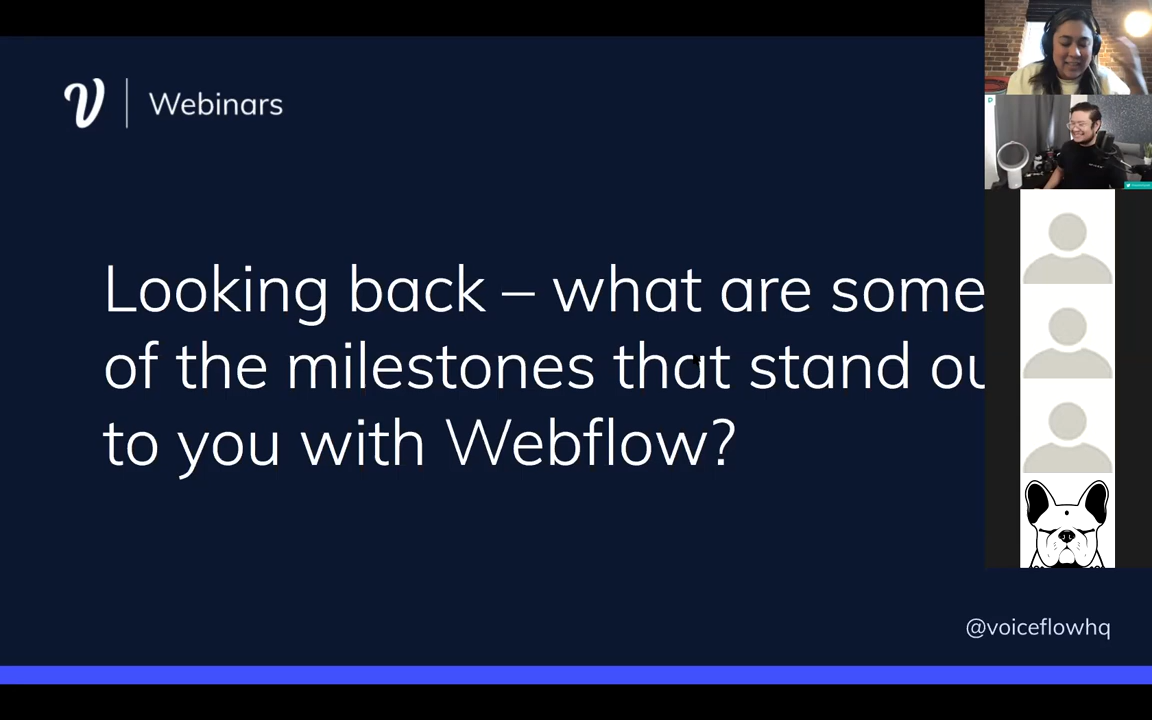 Webinars
Looking back – what are some
of the milestones that stand ou
to you with Webflow?
@voiceflowhq